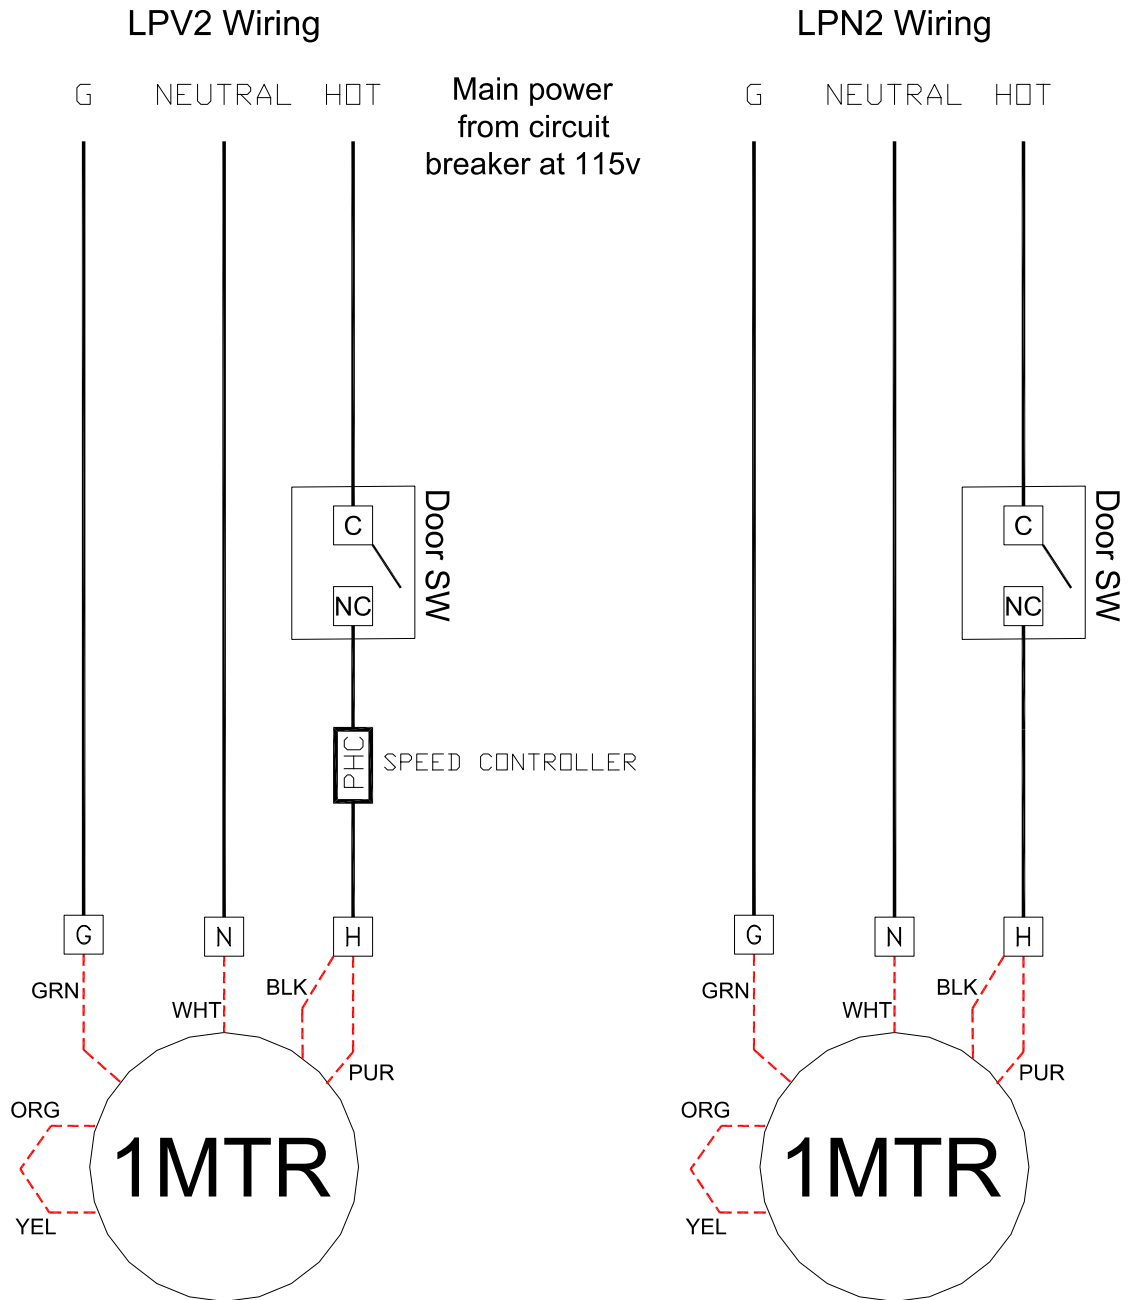 LPV2 Wiring
LPN2 Wiring
G NEUTRAL HOT
Main power
from circuit
breaker at 115v
G NEUTRAL HOT
C
NC
Door SW
C
NC
Door SW
PHC
SPEED CONTROLLER
G N H
GRN
WHT
BLK
PUR
ORG
YEL
1MTR
G N H
GRN
WHT
BLK
PUR
ORG
YEL
1MTR